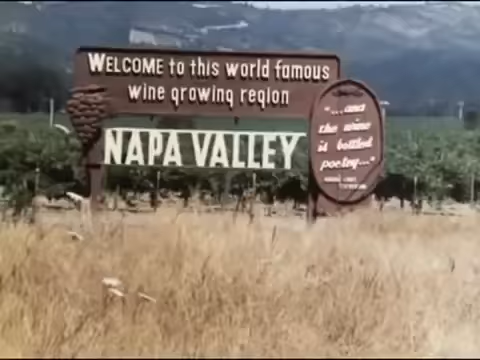 WELCOME to this world famous
wine growing region
NAPA VALLEY
"...and
the wine
is bottled
poetry..."